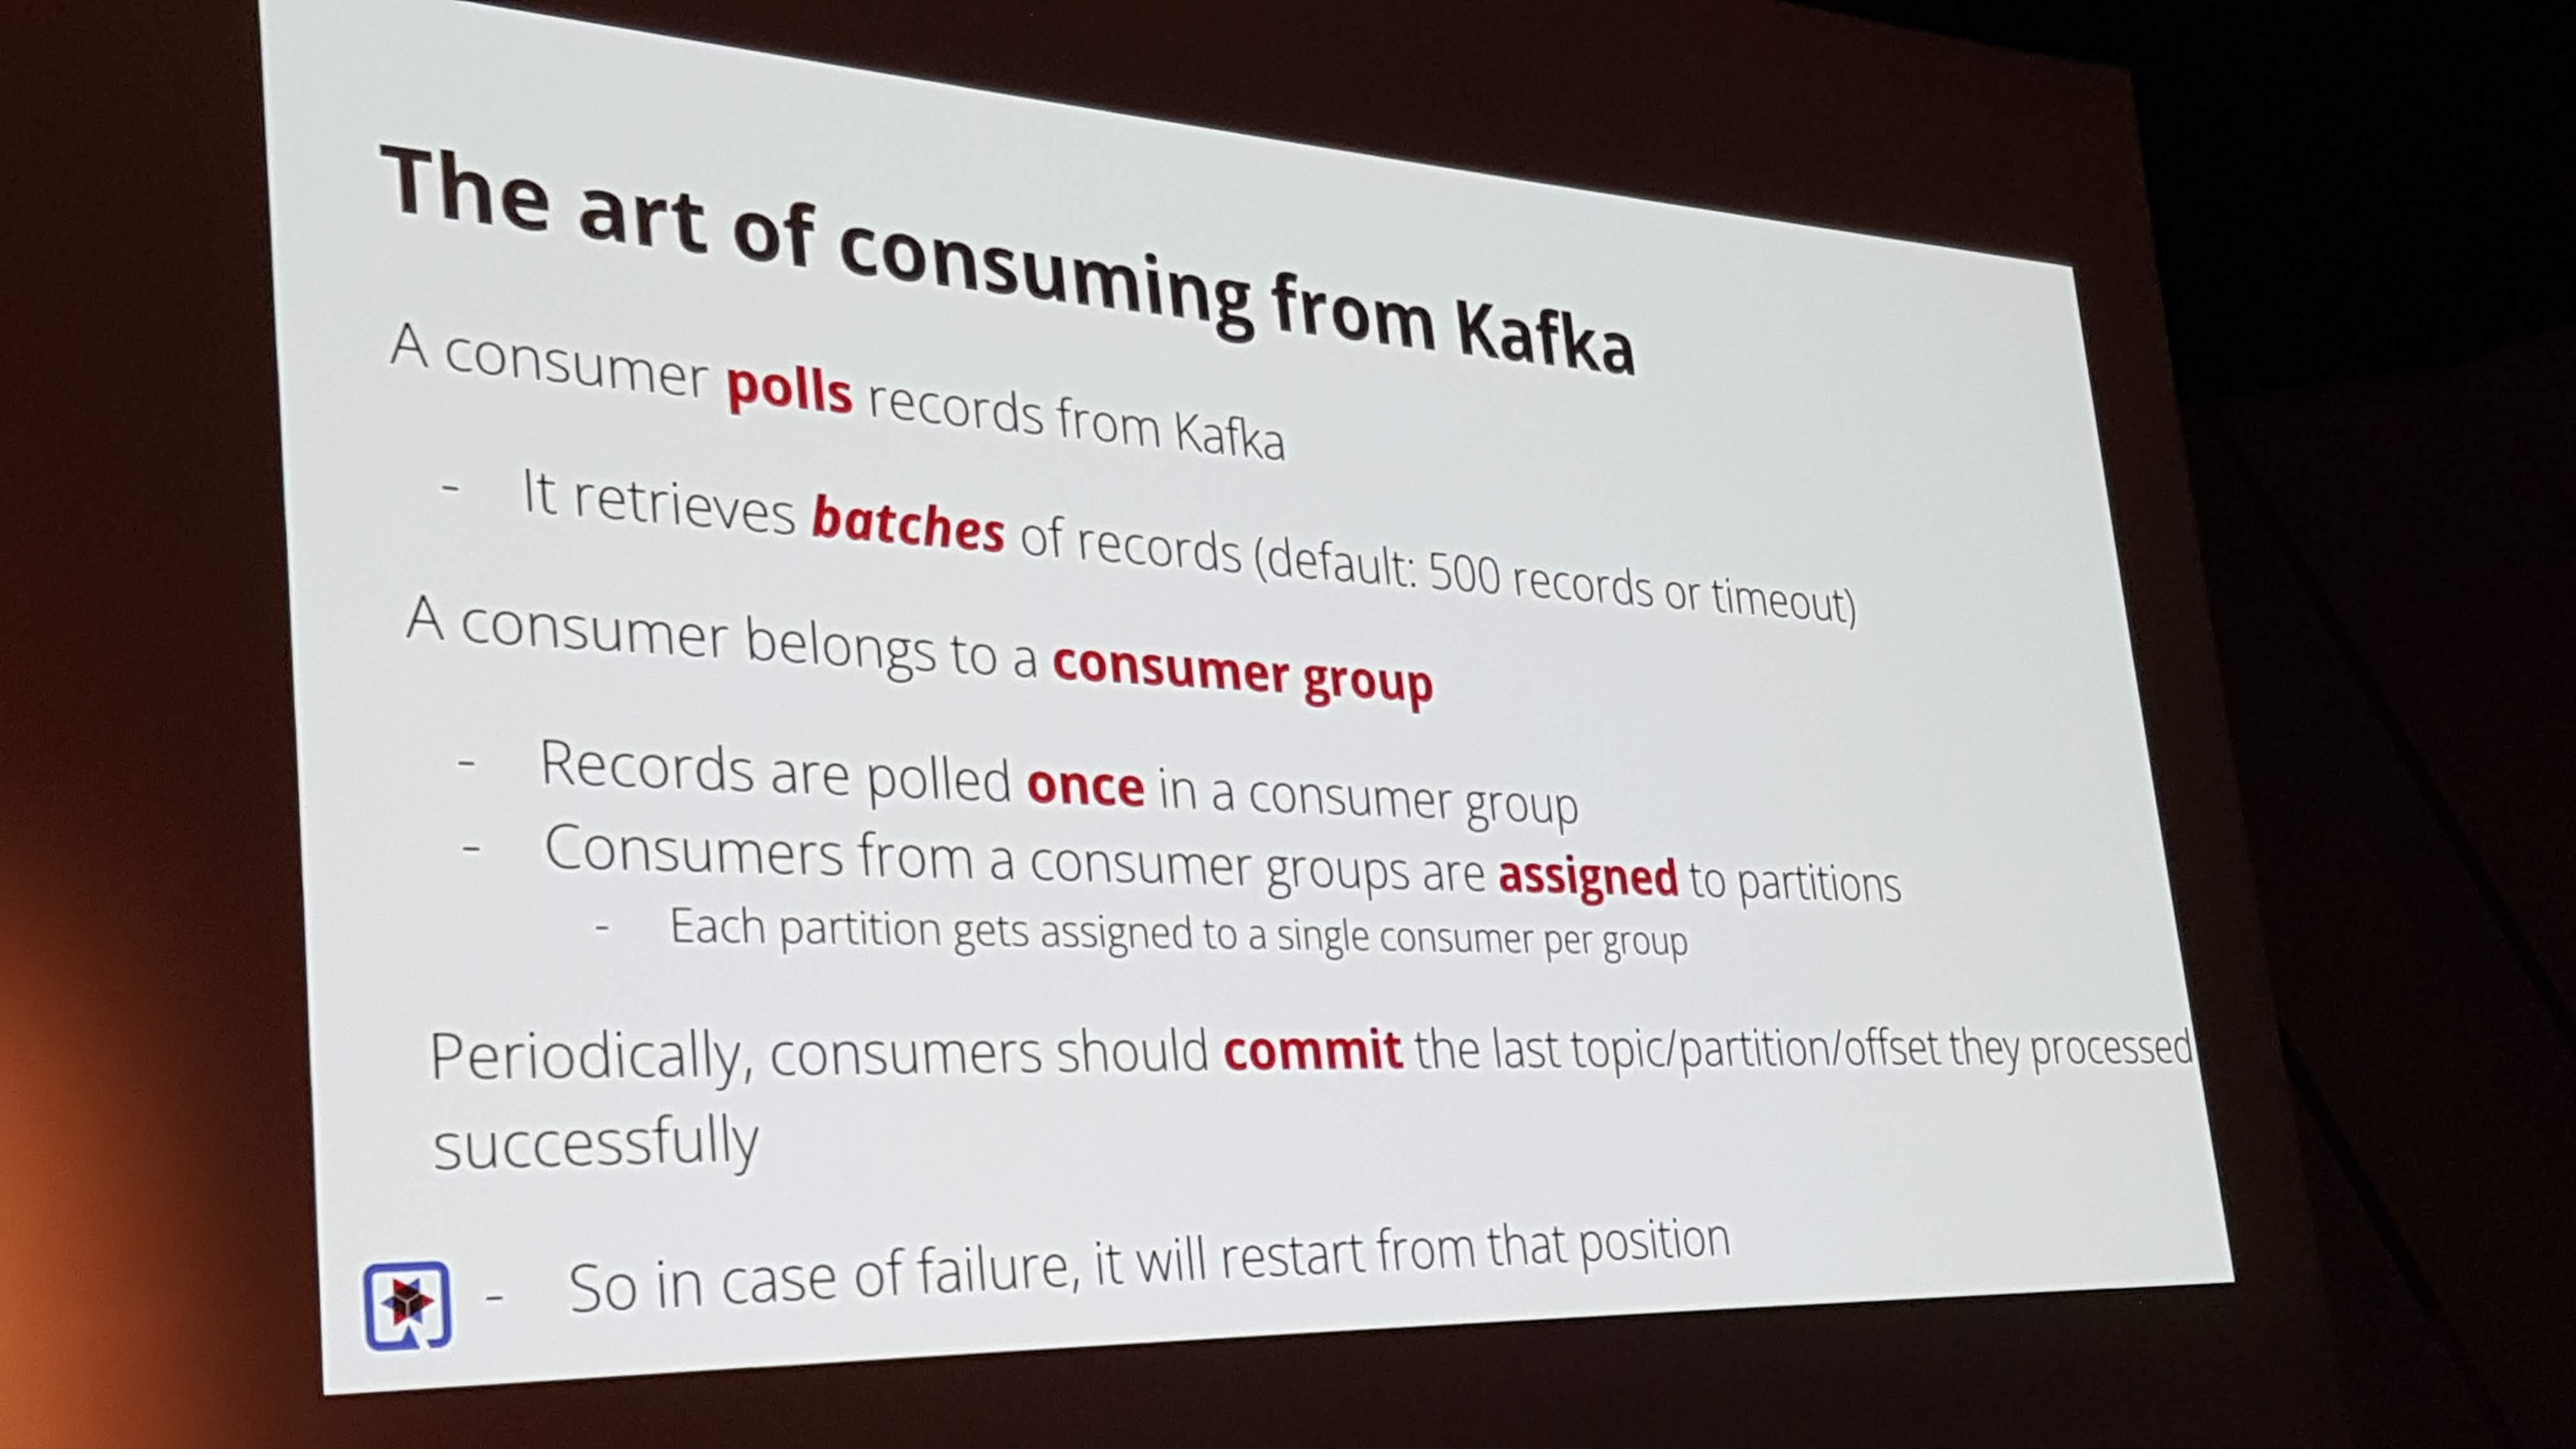 The art of consuming from Kafka
A consumer polls records from Kafka
- It retrieves batches of records (default: 500 records or timeout)
A consumer belongs to a consumer group
- Records are polled once in a consumer group
- Consumers from a consumer groups are assigned to partitions
- Each partition gets assigned to a single consumer per group
Periodically, consumers should commit the last topic/partition/offset they processed
successfully
- So in case of failure, it will restart from that position